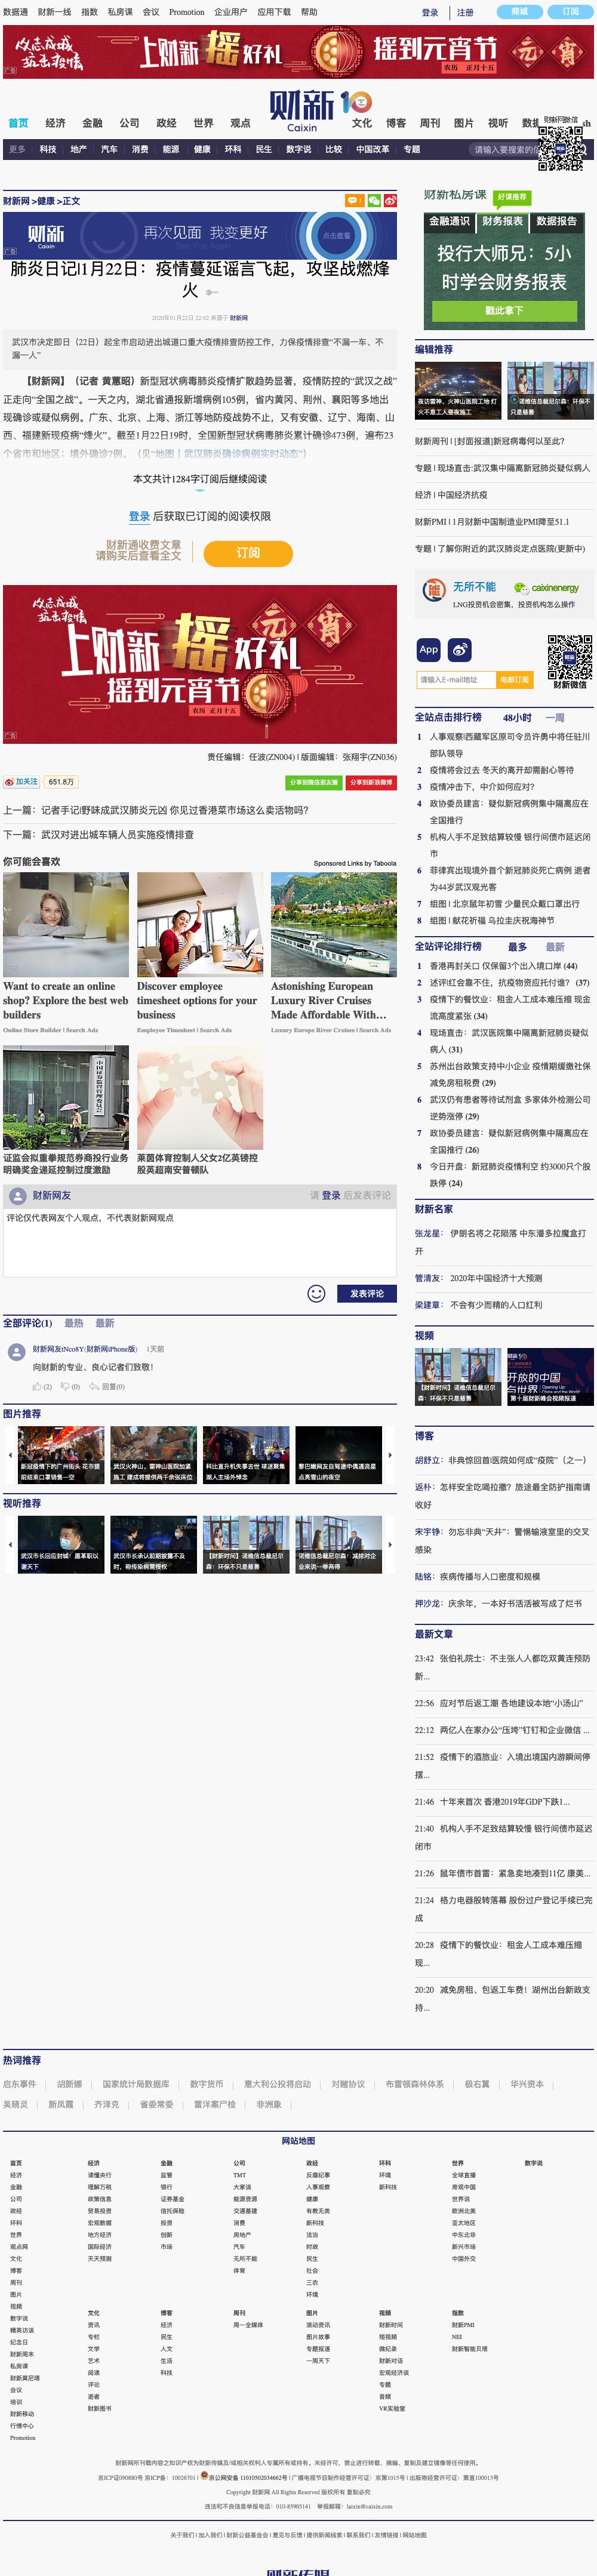 数据通 财新一线 指数 私房课 会议 Promotion 企业用户 应用下载 帮助
登录 注册 商城 订阅
众志成城 共抗疫情
上财新 摇好礼 摇到元宵节
农历 正月十五
元宵
广告
财新
Caixin
首页 经济 金融 公司 政经 世界 观点 文化 博客 周刊 图片 视听
财新网微信
更多 科技 地产 汽车 消费 能源 健康 环科 民生 数字说 比较 中国改革 专题
财新网 >健康 >正文
财新
再次见面 我变更好
点击查看
广告
肺炎日记|1月22日：疫情蔓延谣言飞起，攻坚战燃烽
火
2020年01月22日 22:02 来源于 财新网
武汉市决定即日（22日）起全市启动进出城道口重大疫情排查防控工作，力保疫情排查“不漏一车、不
漏一人”
【财新网】（记者 黄蕙昭）新型冠状病毒肺炎疫情扩散趋势显著，疫情防控的“武汉之战”
正走向“全国之战”。一天之内，湖北省通报新增病例105例，省内黄冈、荆州、襄阳等多地出
现确诊或疑似病例。广东、北京、上海、浙江等地防疫战势不止，又有安徽、辽宁、海南、山
西、福建新现疫病“烽火”。截至1月22日19时，全国新型冠状病毒肺炎累计确诊473例，遍布23
个省市和地区；境外确诊7例。（见“地图｜武汉肺炎确诊病例实时动态”）
本文共计1284字订阅后继续阅读
登录 后获取已订阅的阅读权限
财新通收费文章
请购买后查看全文
订阅
众志成城 共抗疫情
上财新 摇好礼
摇到元宵节
元宵
广告
责任编辑：任波(ZN004) | 版面编辑：张翔宇(ZN036)
加关注 651.8万
分享到微信朋友圈 分享到新浪微博
上一篇：记者手记|野味成武汉肺炎元凶 你见过香港菜市场这么卖活物吗？
下一篇：武汉对进出城车辆人员实施疫情排查
你可能会喜欢
Sponsored Links by Taboola
Want to create an online
shop? Explore the best web
builders
Online Store Builder | Search Ads
Discover employee
timesheet options for your
business
Employee Timesheet | Search Ads
Astonishing European
Luxury River Cruises
Made Affordable With…
Luxury Europe River Cruises | Search Ads
证监会拟重拳规范券商投行业务
明确奖金递延控制过度激励
莱茵体育控制人父女2亿英镑控
股英超南安普顿队
财新网友
请 登录 后发表评论
评论仅代表网友个人观点，不代表财新网观点
发表评论
全部评论(1) 最热 最新
财新网友tNco8Y(财新网iPhone版) 1天前
向财新的专业、良心记者们致敬！
(2) (0) 回复(0)
图片推荐
新冠疫情下的广州街头 花市提
前结束口罩销售一空
武汉火神山，雷神山医院加紧
施工 建成将提供两千余张床位
科比直升机失事去世 球迷聚集
湖人主场外悼念
黎巴嫩网友自驾途中偶遇流星
点亮雪山的夜空
视听推荐
武汉市长回应封城：愿革职以
谢天下
武汉市长承认前期披露不及
时，称传染病需授权
【财新时间】诺维信总裁尼尔
森：环保不只是慈善
诺维信总裁尼尔森：减排对企
业来说一举两得
财新私房课
好课推荐
金融通识 财务报表 数据报告
投行大师兄：5小
时学会财务报表
戳此拿下
编辑推荐
夜访雷神、火神山医院工地 灯
火不息工人昼夜施工
诺维信总裁尼尔森：环保不
只是慈善
新周刊 | [封面报道]新冠病毒何以至此?
专题 | 现场直击:武汉集中隔离新冠肺炎疑似病人
经济 | 中国经济抗疫
财新PMI | 1月财新中国制造业PMI降至51.1
专题 | 了解你附近的武汉肺炎定点医院(更新中)
无所不能
caixinenergy
LNG投资机会密集，投资机构怎么操作
App
请输入E-mail地址 电邮订阅
财新微信
全站点击排行榜 48小时 一周
1 人事观察|西藏军区原司令员许勇中将任驻川
部队领导
2 疫情将会过去 冬天的离开却需耐心等待
3 疫情冲击下，中介如何应对？
4 政协委员建言：疑似新冠病例集中隔离应在
全国推行
5 机构人手不足致结算较慢 银行间债市延迟闭
市
6 菲律宾出现境外首个新冠肺炎死亡病例 逝者
为44岁武汉观光客
7 组图 | 北京鼠年初雪 少量民众戴口罩出行
8 组图 | 献花祈福 乌拉圭庆祝海神节
全站评论排行榜 最多 最新
1 香港再封关口 仅保留3个出入境口岸 (44)
2 述评|红会靠不住，抗疫物资应托付谁？ (37)
3 疫情下的餐饮业：租金人工成本难压缩 现金
流高度紧张 (34)
4 现场直击：武汉医院集中隔离新冠肺炎疑似
病人 (31)
5 苏州出台政策支持中小企业 疫情期缓缴社保
减免房租税费 (29)
6 武汉仍有患者等待试剂盒 多家体外检测公司
逆势涨停 (29)
7 政协委员建言：疑似新冠病例集中隔离应在
全国推行 (26)
8 今日开盘：新冠肺炎疫情利空 约3000只个股
跌停 (24)
财新名家
张龙星： 伊朗名将之花陨落 中东潘多拉魔盒打
开
管清友： 2020年中国经济十大预测
梁建章： 不会有少而精的人口红利
视频
【财新时间】诺维信总裁尼尔
森：环保不只是慈善
开放的中国
与世界
第十届财新峰会视频报道
博客
胡舒立：非典惊回首|医院如何成“疫院”（之一）
返朴：怎样安全吃喝拉撒？旅途最全防护指南请
收好
宋宇铮：勿忘非典“天井”：警惕输液室里的交叉
感染
陆铭：疾病传播与人口密度和规模
押沙龙：庆余年，一本好书活活被写成了烂书
最新文章
23:42 张伯礼院士：不主张人人都吃双黄连预防
新...
22:56 应对节后返工潮 各地建设本地“小汤山”
22:12 两亿人在家办公“压垮”钉钉和企业微信 ...
21:52 疫情下的酒旅业：入境出境国内游瞬间停
摆...
21:46 十年来首次 香港2019年GDP下跌1...
21:40 机构人手不足致结算较慢 银行间债市延迟
闭市
21:26 鼠年债市首雷：紧急卖地凑到11亿 康美...
21:24 格力电器股转落幕 股份过户登记手续已完
成
20:28 疫情下的餐饮业：租金人工成本难压缩
现...
20:20 减免房租、包返工车费！湖州出台新政支
持...
热词推荐
启东事件 胡新娜 国家统计局数据库 数字货币 意大利公投将启动 对赌协议 布雷顿森林体系 极右翼 华兴资本
吴晓灵 新凤霞 齐泽克 省委常委 雷洋案尸检 非洲象
网站地图
首页 经济 金融 公司 政经 环科 世界 数字说
经济 读懂央行 监管 TMT 反腐纪事 环境 全球直播
金融 理解万税 银行 大家谈 人事观察 新科技 旁观中国
公司 政策信息 证券基金 能源资源 健康 世界说
政经 贸易投资 信托保险 交通基建 有教无类 欧洲北美
环科 宏观数据 投资 消费 新科技 亚太地区
世界 地方经济 创新 房地产 法治 中东北非
观点网 国际经济 市场 汽车 时政 新兴市场
文化 天天预测 无所不能 民生 中国外交
博客 体育 社会
周刊 三农
图片 环境
视频
数字说 文化 博客 周刊 图片 视频 指数
精英访谈 资讯 经济 周一全媒体 滚动资讯 财新时间 财新PMI
纪念日 专栏 民生 图片故事 短视频 NEI
财新周末 文学 人文 专题报道 微纪录 财新智能贝塔
私房课 艺术 生活 一周天下 财新对话
财新莫尼塔 阅读 科技 宏观经济谈
会议 评论 专题
培训 逝者 音频
财新移动 财新图书 VR实验室
行情中心
Promotion
财新网所刊载内容之知识产权为财新传媒及/或相关权利人专属所有或持有。未经许可，禁止进行转载、摘编、复制及建立镜像等任何使用。
京ICP证090880号 京ICP备：10026701 | 京公网安备 11010502034662号 | 广播电视节目制作经营许可证：京第1015号 | 出版物经营许可证：第直100013号
Copyright 财新网 All Rights Reserved 版权所有 复制必究
违法和不良信息举报电话：010-85905141 举报邮箱：laixin@caixin.com
关于我们 | 加入我们 | 财新公益基金会 | 意见与反馈 | 提供新闻线索 | 联系我们 | 友情链接 | 网站地图